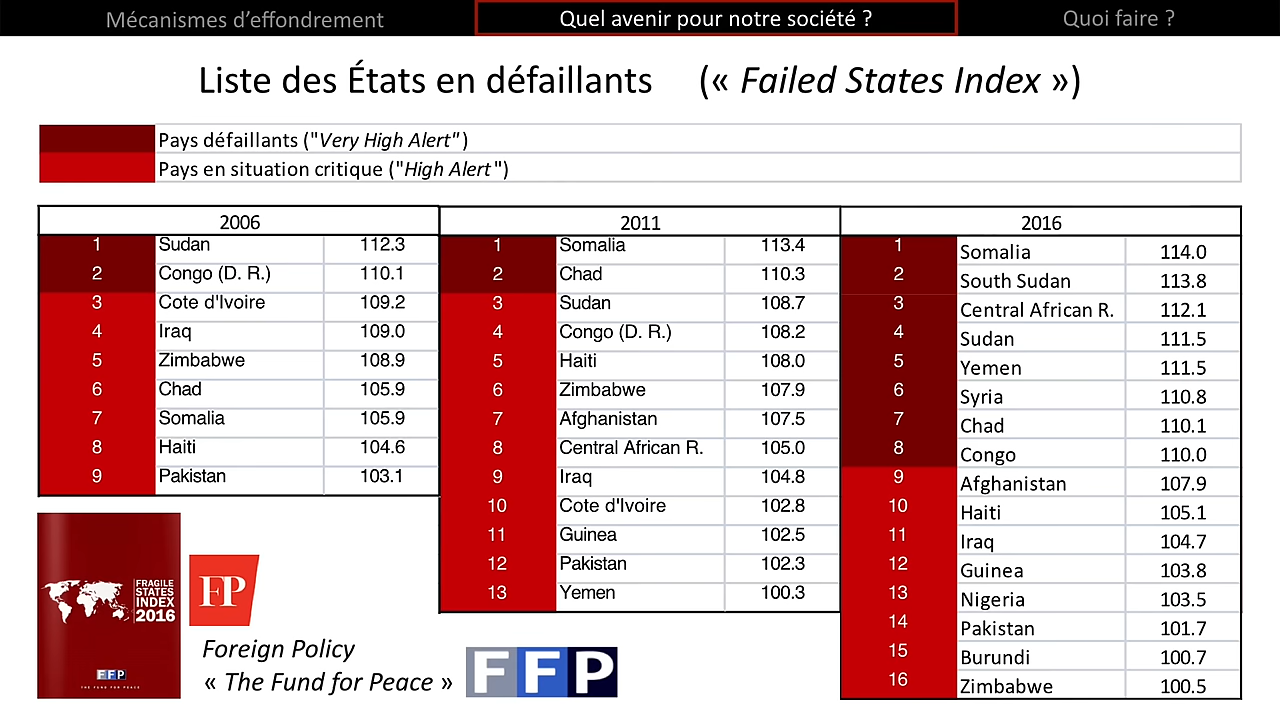 Mécanismes d'effondrement
Quel avenir pour notre société ?
Quoi faire ?
Liste des États en défaillants (« Failed States Index »)
Pays défaillants ("Very High Alert")
Pays en situation critique ("High Alert")
2006
1 Sudan 112.3
2 Congo (D. R.) 110.1
3 Cote d'Ivoire 109.2
4 Iraq 109.0
5 Zimbabwe 108.9
6 Chad 105.9
7 Somalia 105.9
8 Haiti 104.6
9 Pakistan 103.1
2011
1 Somalia 113.4
2 Chad 110.3
3 Sudan 108.7
4 Congo (D. R.) 108.2
5 Haiti 108.0
6 Zimbabwe 107.9
7 Afghanistan 107.5
8 Central African R. 105.0
9 Iraq 104.8
10 Cote d'Ivoire 102.8
11 Guinea 102.5
12 Pakistan 102.3
13 Yemen 100.3
2016
1 Somalia 114.0
2 South Sudan 113.8
3 Central African R. 112.1
4 Sudan 111.5
5 Yemen 111.5
6 Syria 110.8
7 Chad 110.1
8 Congo 110.0
9 Afghanistan 107.9
10 Haiti 105.1
11 Iraq 104.7
12 Guinea 103.8
13 Nigeria 103.5
14 Pakistan 101.7
15 Burundi 100.7
16 Zimbabwe 100.5
FRAGILE
STATES
INDEX
2016
FFP
THE FUND FOR PEACE
FP
Foreign Policy
« The Fund for Peace »
FFP